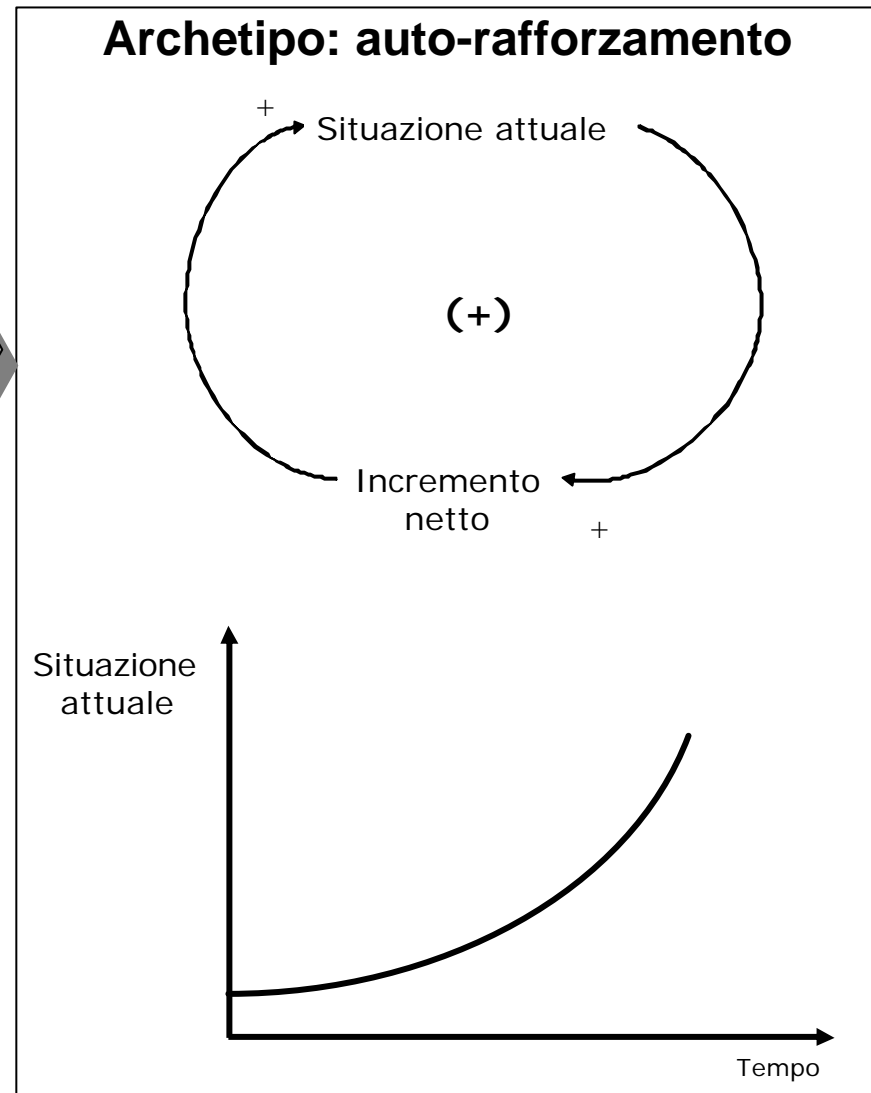 Archetipo: auto-rafforzamento
+
Situazione attuale
(+)
Incremento
netto
+
Situazione
attuale
Tempo